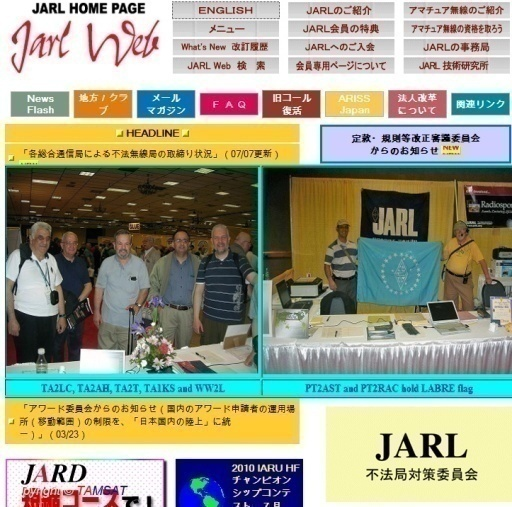 JARL HOME PAGE
Jarl Web
ENGLISH
JARLのご紹介
アマチュア無線のご紹介
メニュー
JARL会員の特典
アマチュア無線の資格を取ろう
What's New 改訂履歴
JARLへのご入会
JARLの事務局
JARL Web 検 索
会員専用ページについて
JARL 技術研究所
News Flash
地方 / クラブ
メールマガジン
F A Q
旧コール復活
ARISS Japan
法人改革について
関連リンク
HEADLINE
定款・規則等改正審議委員会
からのお知らせ NEW
「各総合通信局による不法無線局の取締り状況」（07/07更新）
JARL
Radiospor
TA2LC, TA2AH, TA2T, TA1KS and WW2L
PT2AST and PT2RAC hold LABRE flag
「アワード委員会からのお知らせ（国内のアワード申請者の運用場
所（移動範囲）の制限を、「日本国内の陸上」に統
一）」（03/23）
JARL
不法局対策委員会
JARD
TAMSAT
2010 IARU HF
チャンピオン
シップコンテ
スト 7月